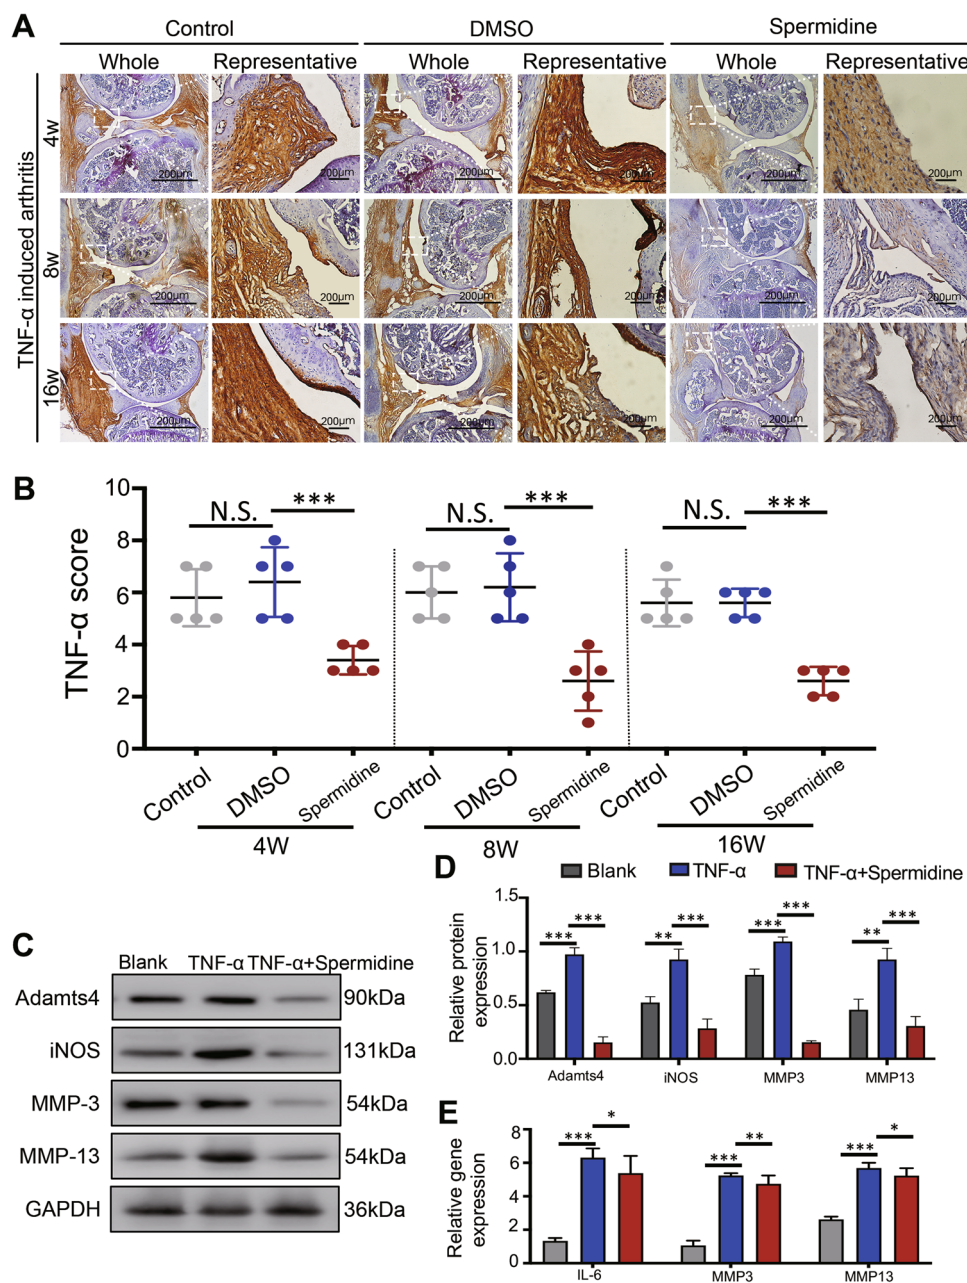 A
Control DMSO Spermidine
Whole Representative Whole Representative Whole Representative
TNF-α induced arthritis
4w
200μm 200μm 200μm 200μm 200μm 200μm
8w
200μm 200μm 200μm 200μm 200μm 200μm
16w
200μm 200μm 200μm 200μm 200μm 200μm
B
TNF-α score
10
8
6
4
2
0
N.S. *** N.S. *** N.S. ***
Control DMSO Spermidine Control DMSO Spermidine Control DMSO Spermidine
4W 8W 16W
C
Blank TNF-α TNF-α+Spermidine
Adamts4 90kDa
iNOS 131kDa
MMP-3 54kDa
MMP-13 54kDa
GAPDH 36kDa
D
Blank TNF-α TNF-α+Spermidine
Relative protein
expression
1.5
1.0
0.5
0.0
*** *** ** *** *** *** ** ***
Adamts4 iNOS MMP3 MMP13
E
Relative gene
expression
8
6
4
2
0
*** * *** ** *** *
IL-6 MMP3 MMP13